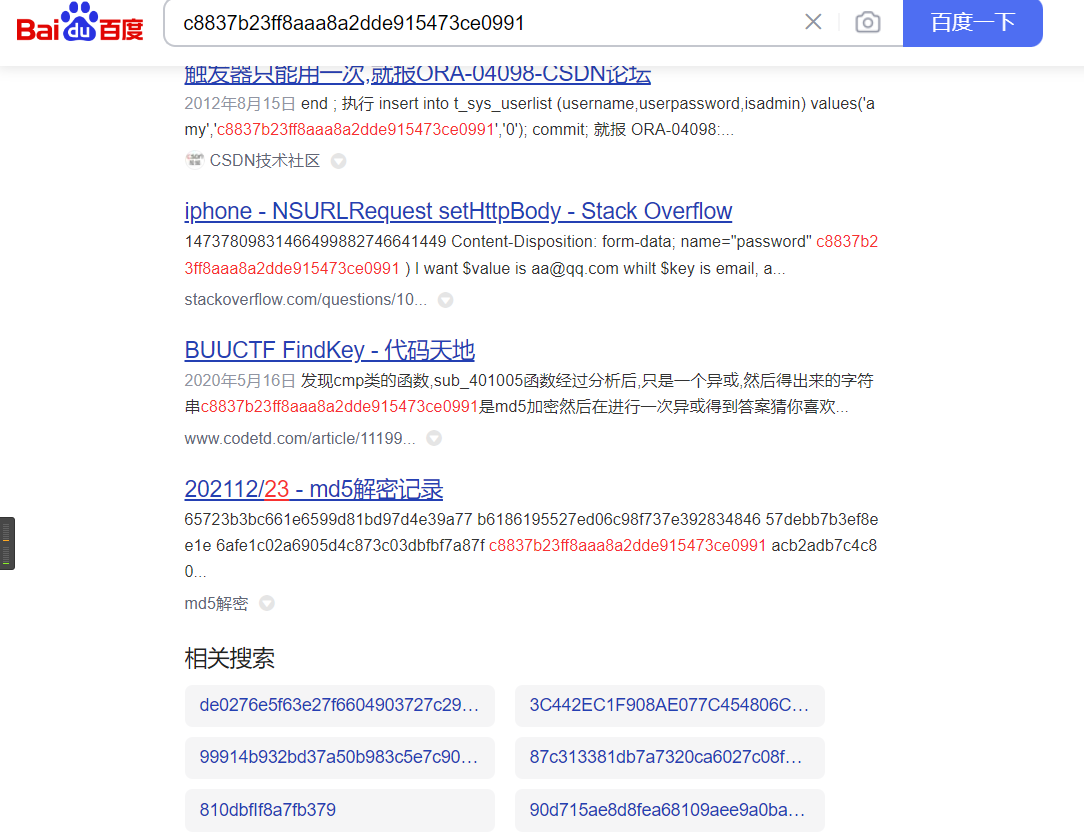 Bai du 百度
c8837b23ff8aaa8a2dde915473ce0991
百度一下
触发器只能用一次,就报ORA-04098-CSDN论坛
2012年8月15日 end ; 执行 insert into t_sys_userlist (username,userpassword,isadmin) values('a
my','c8837b23ff8aaa8a2dde915473ce0991','0'); commit; 就报 ORA-04098:...
CSDN技术社区
iphone - NSURLRequest setHttpBody - Stack Overflow
14737809831466499882746641449 Content-Disposition: form-data; name="password" c8837b2
3ff8aaa8a2dde915473ce0991 ) I want $value is aa@qq.com whilt $key is email, a...
stackoverflow.com/questions/10...
BUUCTF FindKey - 代码天地
2020年5月16日 发现cmp类的函数,sub_401005函数经过分析后,只是一个异或,然后得出来的字符
串c8837b23ff8aaa8a2dde915473ce0991是md5加密然后在进行一次异或得到答案猜你喜欢...
www.codetd.com/article/11199...
202112/23 - md5解密记录
65723b3bc661e6599d81bd97d4e39a77 b6186195527ed06c98f737e392834846 57debb7b3ef8e
e1e 6afe1c02a6905d4c873c03dbfbf7a87f c8837b23ff8aaa8a2dde915473ce0991 acb2adb7c4c8
0...
md5解密
相关搜索
de0276e5f63e27f6604903727c29...
3C442EC1F908AE077C454806C...
99914b932bd37a50b983c5e7c90...
87c313381db7a7320ca6027c08f...
810dbflf8a7fb379
90d715ae8d8fea68109aee9a0ba...